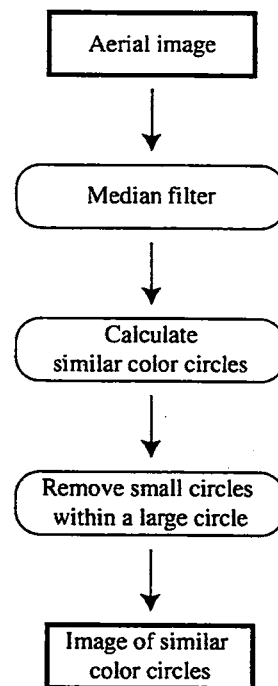 Aerial image
Median filter
Calculate
similar color circles
Remove small circles
within a large circle
Image of similar
color circles